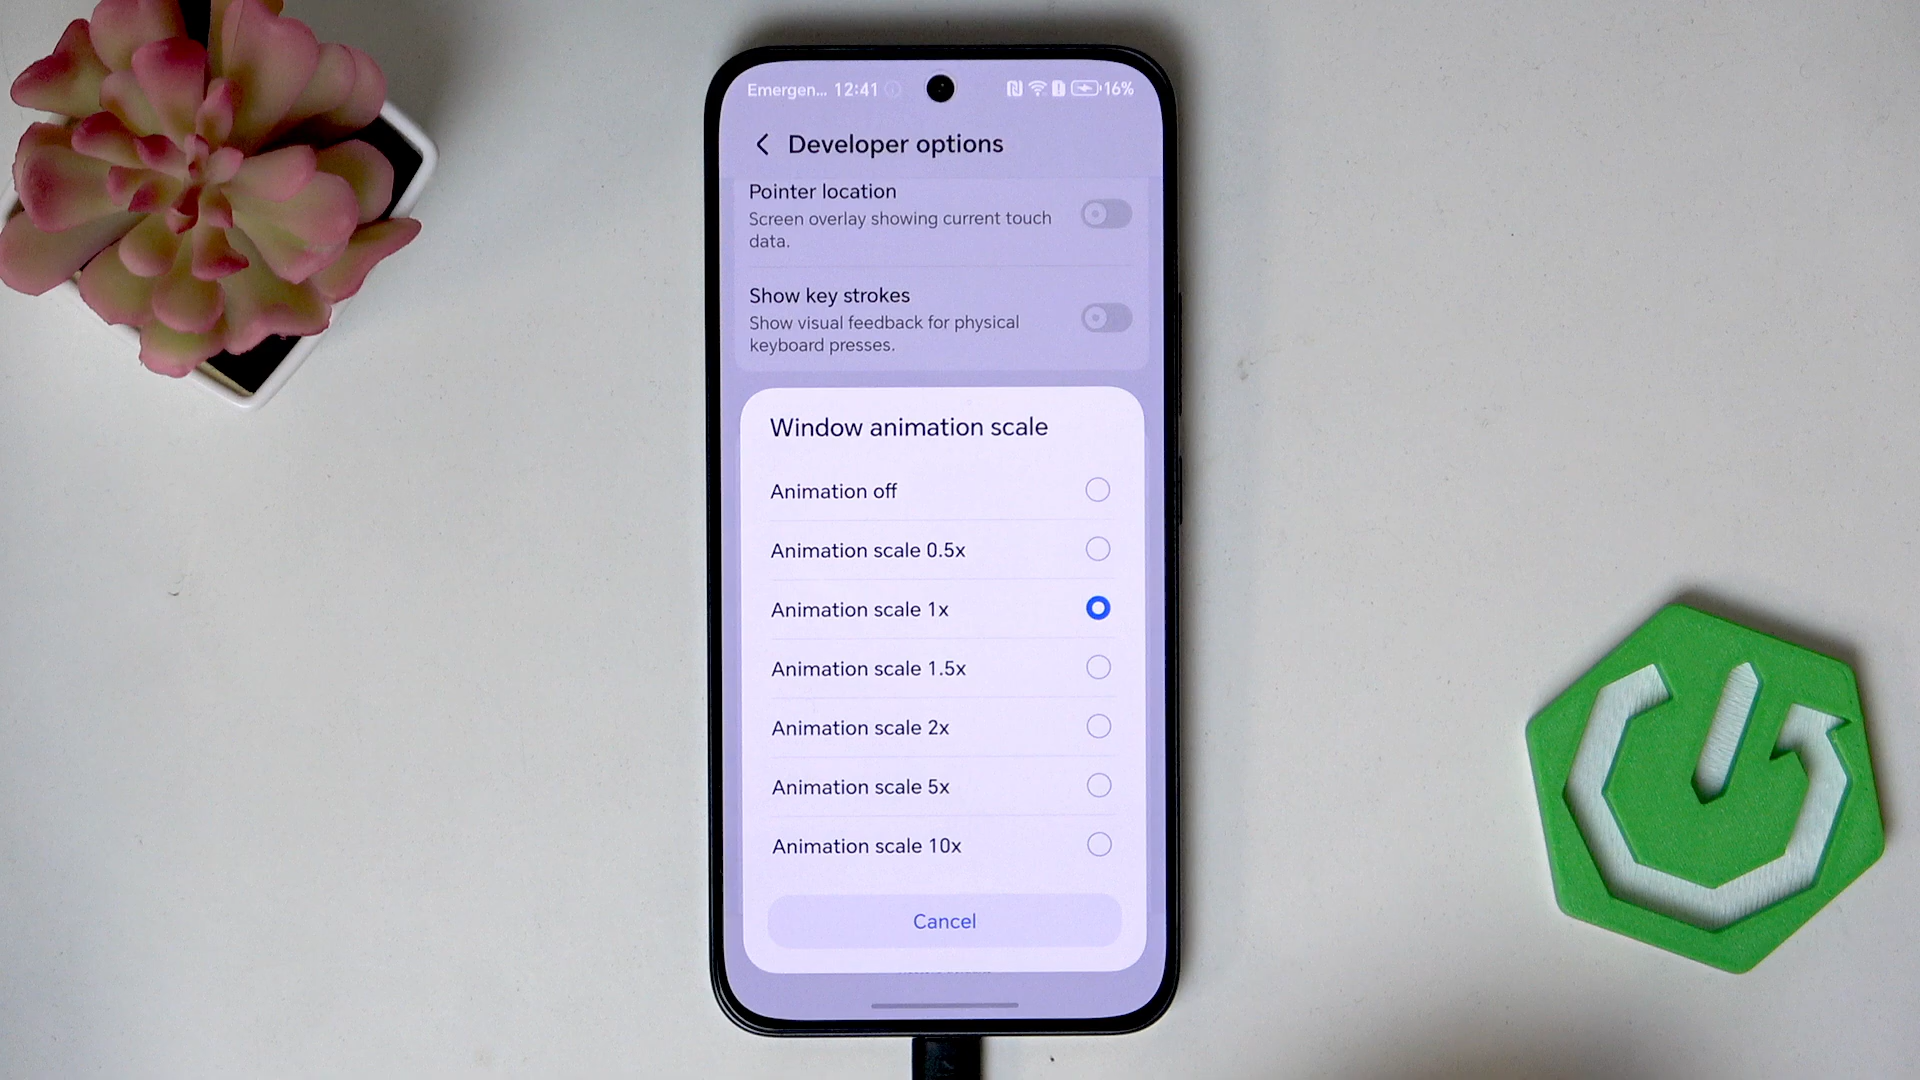 Emergen... 12:41 16%
Developer options
Pointer location
Screen overlay showing current touch
data.
Show key strokes
Show visual feedback for physical
keyboard presses.
Window animation scale
Animation off
Animation scale 0.5x
Animation scale 1x
Animation scale 1.5x
Animation scale 2x
Animation scale 5x
Animation scale 10x
Cancel